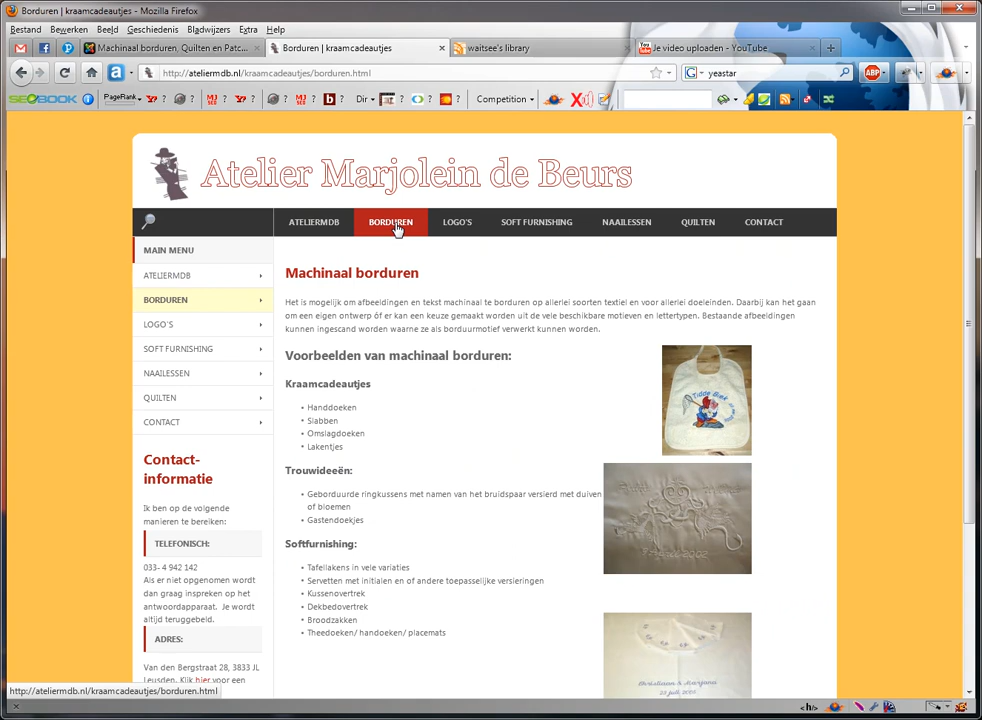 Borduren | kraamcadeautjes - Mozilla Firefox
Bestand Bewerken Beeld Geschiedenis Bladwijzers Extra Help
Machinaal borduren, Quilten en Patc... Borduren | kraamcadeautjes waitsee's library Je video uploaden - YouTube
http://ateliermdb.nl/kraamcadeautjes/borduren.html yeastar ABP
SEOBOOK PageRank ? ? ? ? ? ? b ? Dir ? ? ? Competition
Atelier Marjolein de Beurs
ATELIERMDB BORDUREN LOGO'S SOFT FURNISHING NAAILESSEN QUILTEN CONTACT
MAIN MENU
ATELIERMDB
BORDUREN
LOGO'S
SOFT FURNISHING
NAAILESSEN
QUILTEN
CONTACT
Contact-
informatie
Ik ben op de volgende
manieren te bereiken:
TELEFONISCH:
033- 4 942 142
Als er niet opgenomen wordt
dan graag inspreken op het
antwoordapparaat. Je wordt
altijd teruggebeld.
ADRES:
Van den Bergstraat 28, 3833 JL
Leusden. Klik hier voor een
Machinaal borduren
Het is mogelijk om afbeeldingen en tekst machinaal te borduren op allerlei soorten textiel en voor allerlei doeleinden. Daarbij kan het gaan
om een eigen ontwerp óf er kan een keuze gemaakt worden uit de vele beschikbare motieven en lettertypen. Bestaande afbeeldingen
kunnen ingescand worden waarne ze als borduurmotief verwerkt kunnen worden.
Voorbeelden van machinaal borduren:
Kraamcadeautjes
• Handdoeken
• Slabben
• Omslagdoeken
• Lakentjes
Trouwideeën:
• Geborduurde ringkussens met namen van het bruidspaar versierd met duiven
of bloemen
• Gastendoekjes
Softfurnishing:
• Tafellakens in vele variaties
• Servetten met initialen en of andere toepasselijke versieringen
• Kussenovertrek
• Dekbedovertrek
• Broodzakken
• Theedoeken/ handoeken/ placemats
http://ateliermdb.nl/kraamcadeautjes/borduren.html